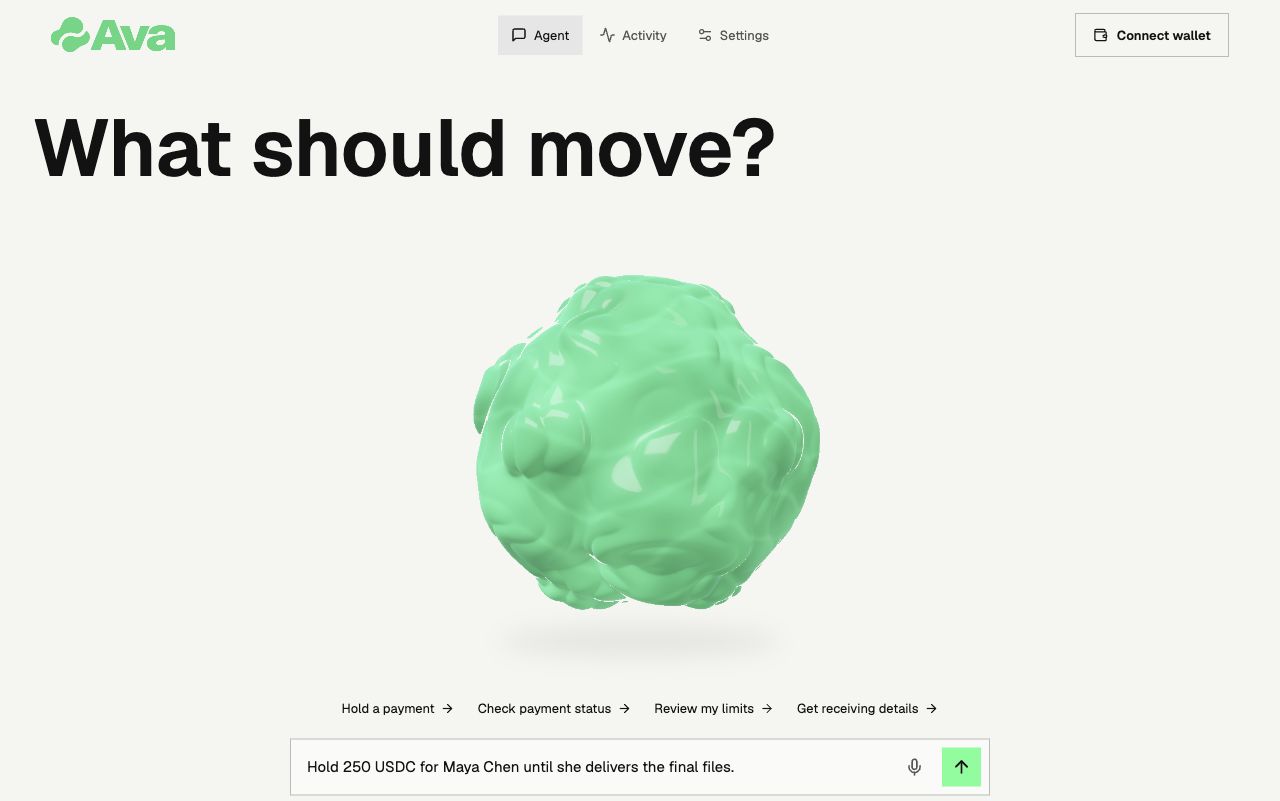 Ava
Agent
Activity
Settings
Connect wallet
What should move?
Hold a payment
Check payment status
Review my limits
Get receiving details
Hold 250 USDC for Maya Chen until she delivers the final files.